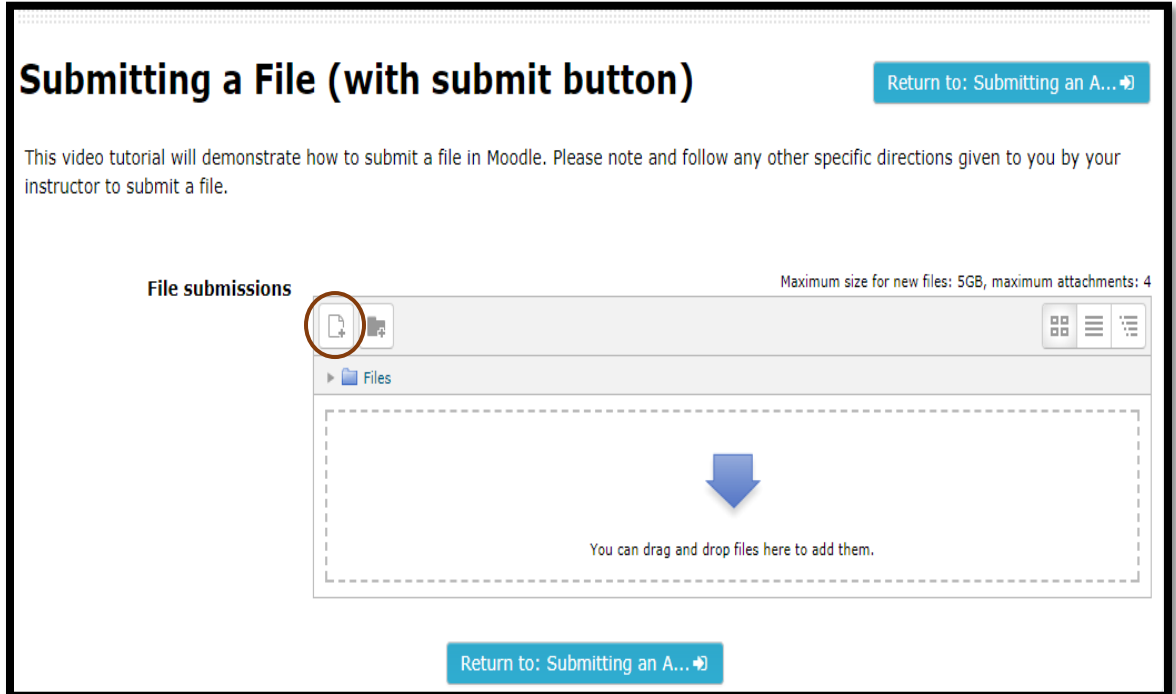 Submitting a File (with submit button)
Return to: Submitting an A...
This video tutorial will demonstrate how to submit a file in Moodle. Please note and follow any other specific directions given to you by your
instructor to submit a file.
File submissions
Maximum size for new files: 5GB, maximum attachments: 4
Files
You can drag and drop files here to add them.
Return to: Submitting an A...